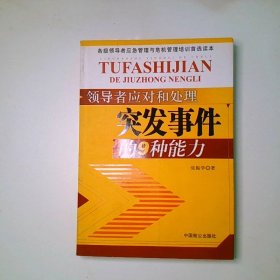 各级领导者应急管理与危机管理培训首选读本
TUFASHIJIAN
DE JIUZHONG NENGLI
领导者应对和处理
突发事件
的9种能力
中国商业出版社